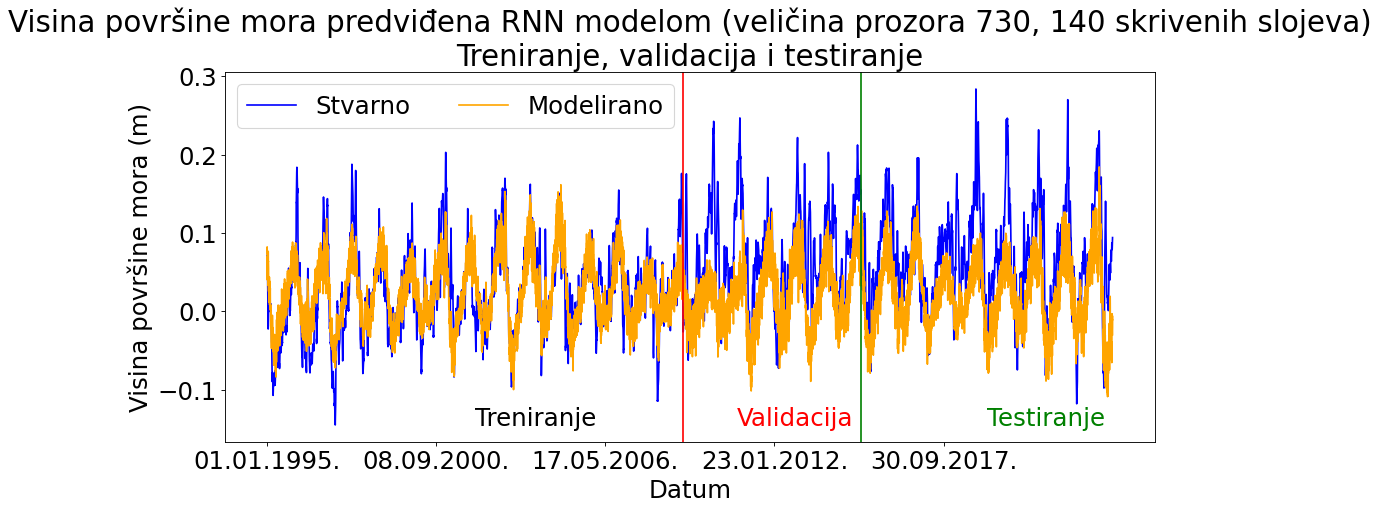 Visina površine mora predviđena RNN modelom (veličina prozora 730, 140 skrivenih slojeva)
Treniranje, validacija i testiranje
Stvarno Modelirano
Visina površine mora (m)
0.3
0.2
0.1
0.0
−0.1
Treniranje Validacija Testiranje
01.01.1995. 08.09.2000. 17.05.2006. 23.01.2012. 30.09.2017.
Datum